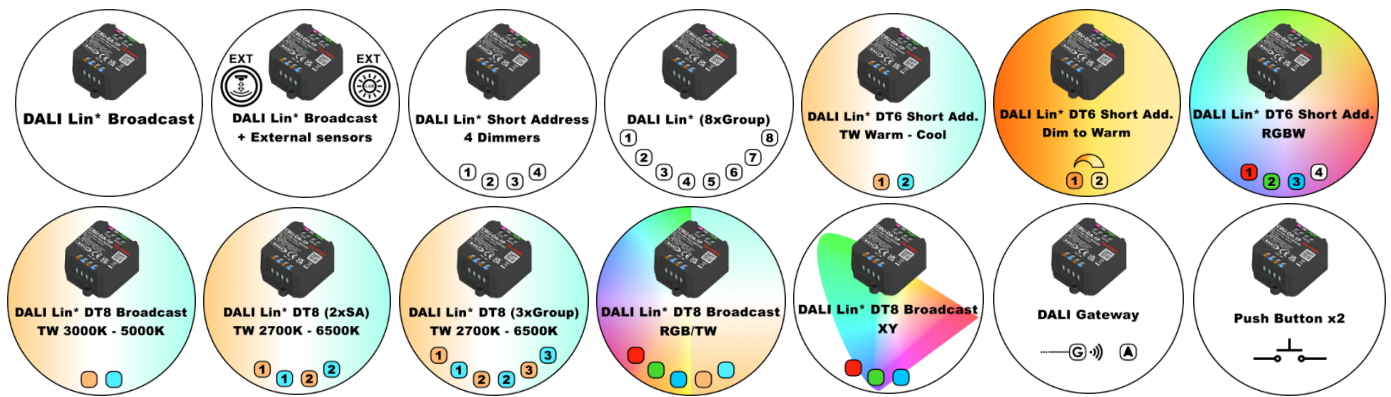 DALI Lin* Broadcast
EXT
EXT
DALI Lin* Broadcast
+ External sensors
DALI Lin* Short Address
4 Dimmers
1
2
3
4
DALI Lin* (8xGroup)
1
2
3
4
5
6
7
8
DALI Lin* DT6 Short Add.
TW Warm - Cool
1
2
DALI Lin* DT6 Short Add.
Dim to Warm
1
2
DALI Lin* DT6 Short Add.
RGBW
1
2
3
4
DALI Lin* DT8 Broadcast
TW 3000K - 5000K
DALI Lin* DT8 (2xSA)
TW 2700K - 6500K
1
1
2
2
DALI Lin* DT8 (3xGroup)
TW 2700K - 6500K
1
1
2
2
3
3
DALI Lin* DT8 Broadcast
RGB/TW
DALI Lin* DT8 Broadcast
XY
DALI Gateway
G
A
Push Button x2